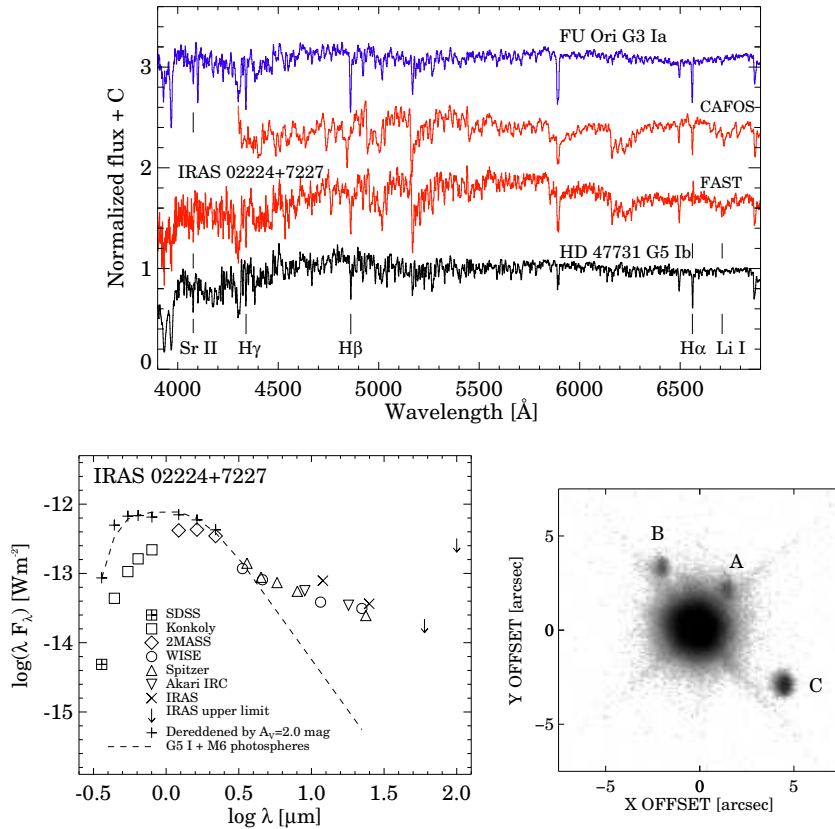 FU Ori G3 Ia
CAFOS
IRAS 02224+7227
FAST
HD 47731 G5 Ib
Sr II Hγ Hβ Hα Li I
Normalized flux + C
0
1
2
3
4000 4500 5000 5500 6000 6500
Wavelength [Å]
IRAS 02224+7227
log(λ Fλ) [Wm-2]
-12
-13
-14
-15
SDSS
Konkoly
2MASS
WISE
Spitzer
Akari IRC
IRAS
IRAS upper limit
Dereddened by AV=2.0 mag
G5 I + M6 photospheres
-0.5 0.0 0.5 1.0 1.5 2.0
log λ [μm]
B
A
C
Y OFFSET [arcsec]
5
0
-5
-5 0 5
X OFFSET [arcsec]